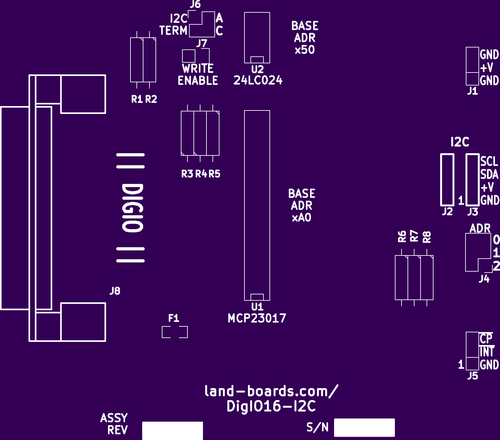 J6
I2C A
TERM C
J7
WRITE
ENABLE
R1 R2
BASE
ADR
x50
U2
24LC024
GND
+V
GND
J1
R3 R4 R5
I2C
SCL
SDA
+V
1 GND
J2 J3
DIGIO
BASE
ADR
xA0
ADR
0
1
2
J4
R6 R7 R8
J8
U1
MCP23017
F1
CP
INT
1 GND
J5
land-boards.com/
DigIO16-I2C
ASSY
REV
S/N